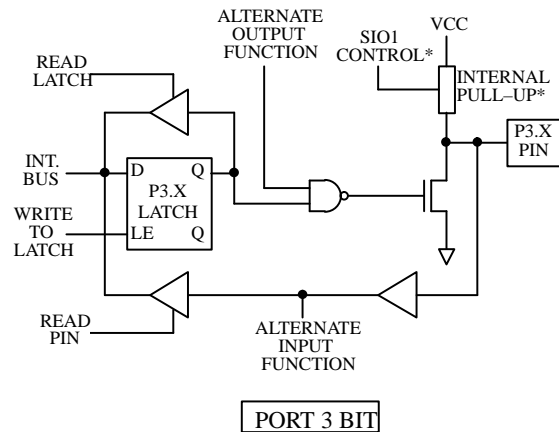 ALTERNATE
OUTPUT
FUNCTION
VCC
SIO1
CONTROL*
READ
LATCH
INTERNAL
PULL–UP*
P3.X
PIN
INT.
BUS
D
Q
P3.X
LATCH
WRITE
TO
LATCH
LE
Q
READ
PIN
ALTERNATE
INPUT
FUNCTION
PORT 3 BIT